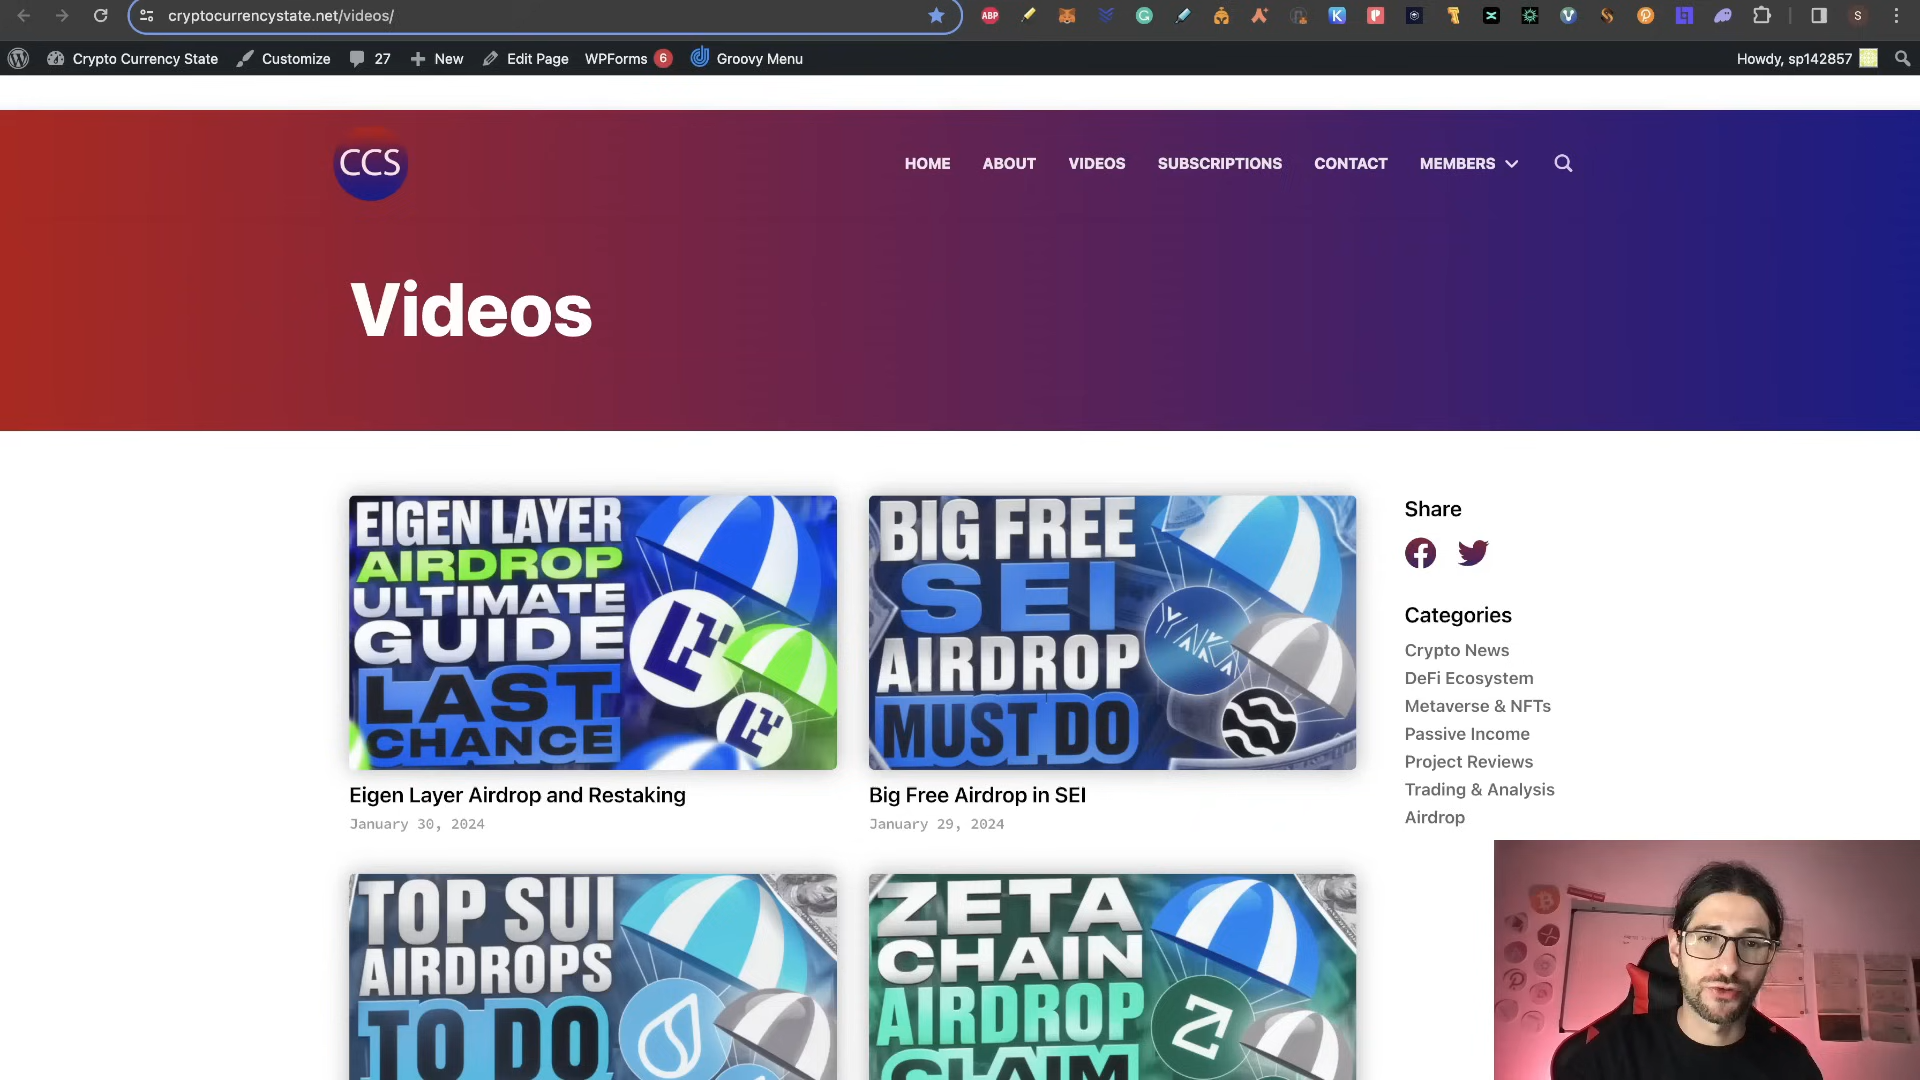 cryptocurrencystate.net/videos/
ABP
Crypto Currency State
Customize
27
New
Edit Page
WPForms
6
Groovy Menu
Howdy, sp142857
CCS
HOME
ABOUT
VIDEOS
SUBSCRIPTIONS
CONTACT
MEMBERS
Videos
EIGEN LAYER
AIRDROP
ULTIMATE
GUIDE
LAST
CHANCE
Eigen Layer Airdrop and Restaking
January 30, 2024
BIG FREE
SEI
AIRDROP
MUST DO
YAKA
Big Free Airdrop in SEI
January 29, 2024
TOP SUI
AIRDROPS
TO DO
ZETA
CHAIN
AIRDROP
CLAIM
Share
Categories
Crypto News
DeFi Ecosystem
Metaverse & NFTs
Passive Income
Project Reviews
Trading & Analysis
Airdrop